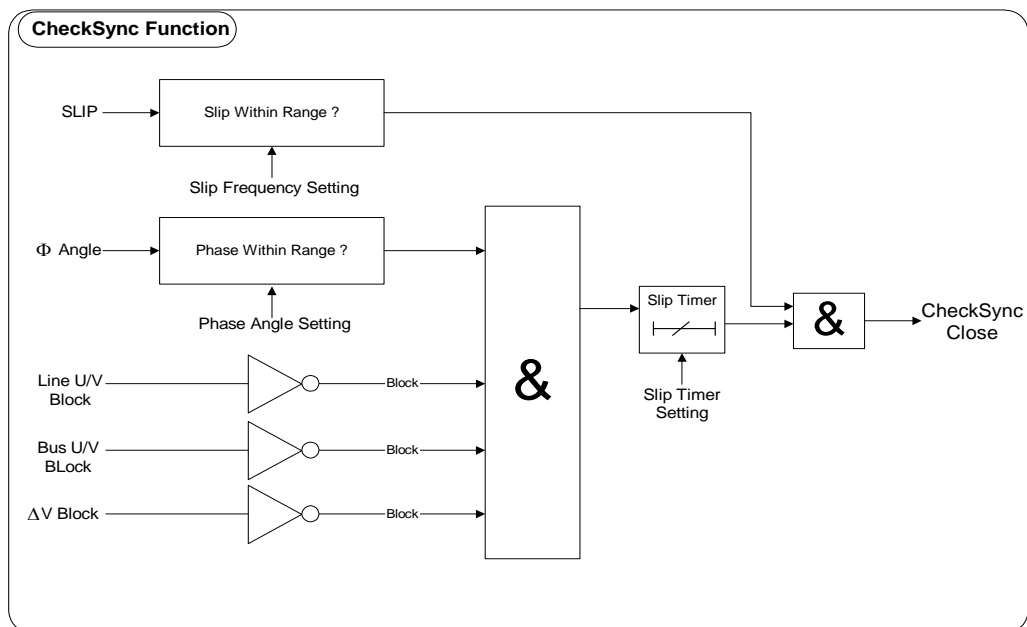 CheckSync Function
SLIP
Slip Within Range ?
Slip Frequency Setting
Φ Angle
Phase Within Range ?
Phase Angle Setting
Slip Timer
&
CheckSync
Close
Slip Timer
Setting
&
Line U/V
Block
Block
Bus U/V
BLock
Block
ΔV Block
Block